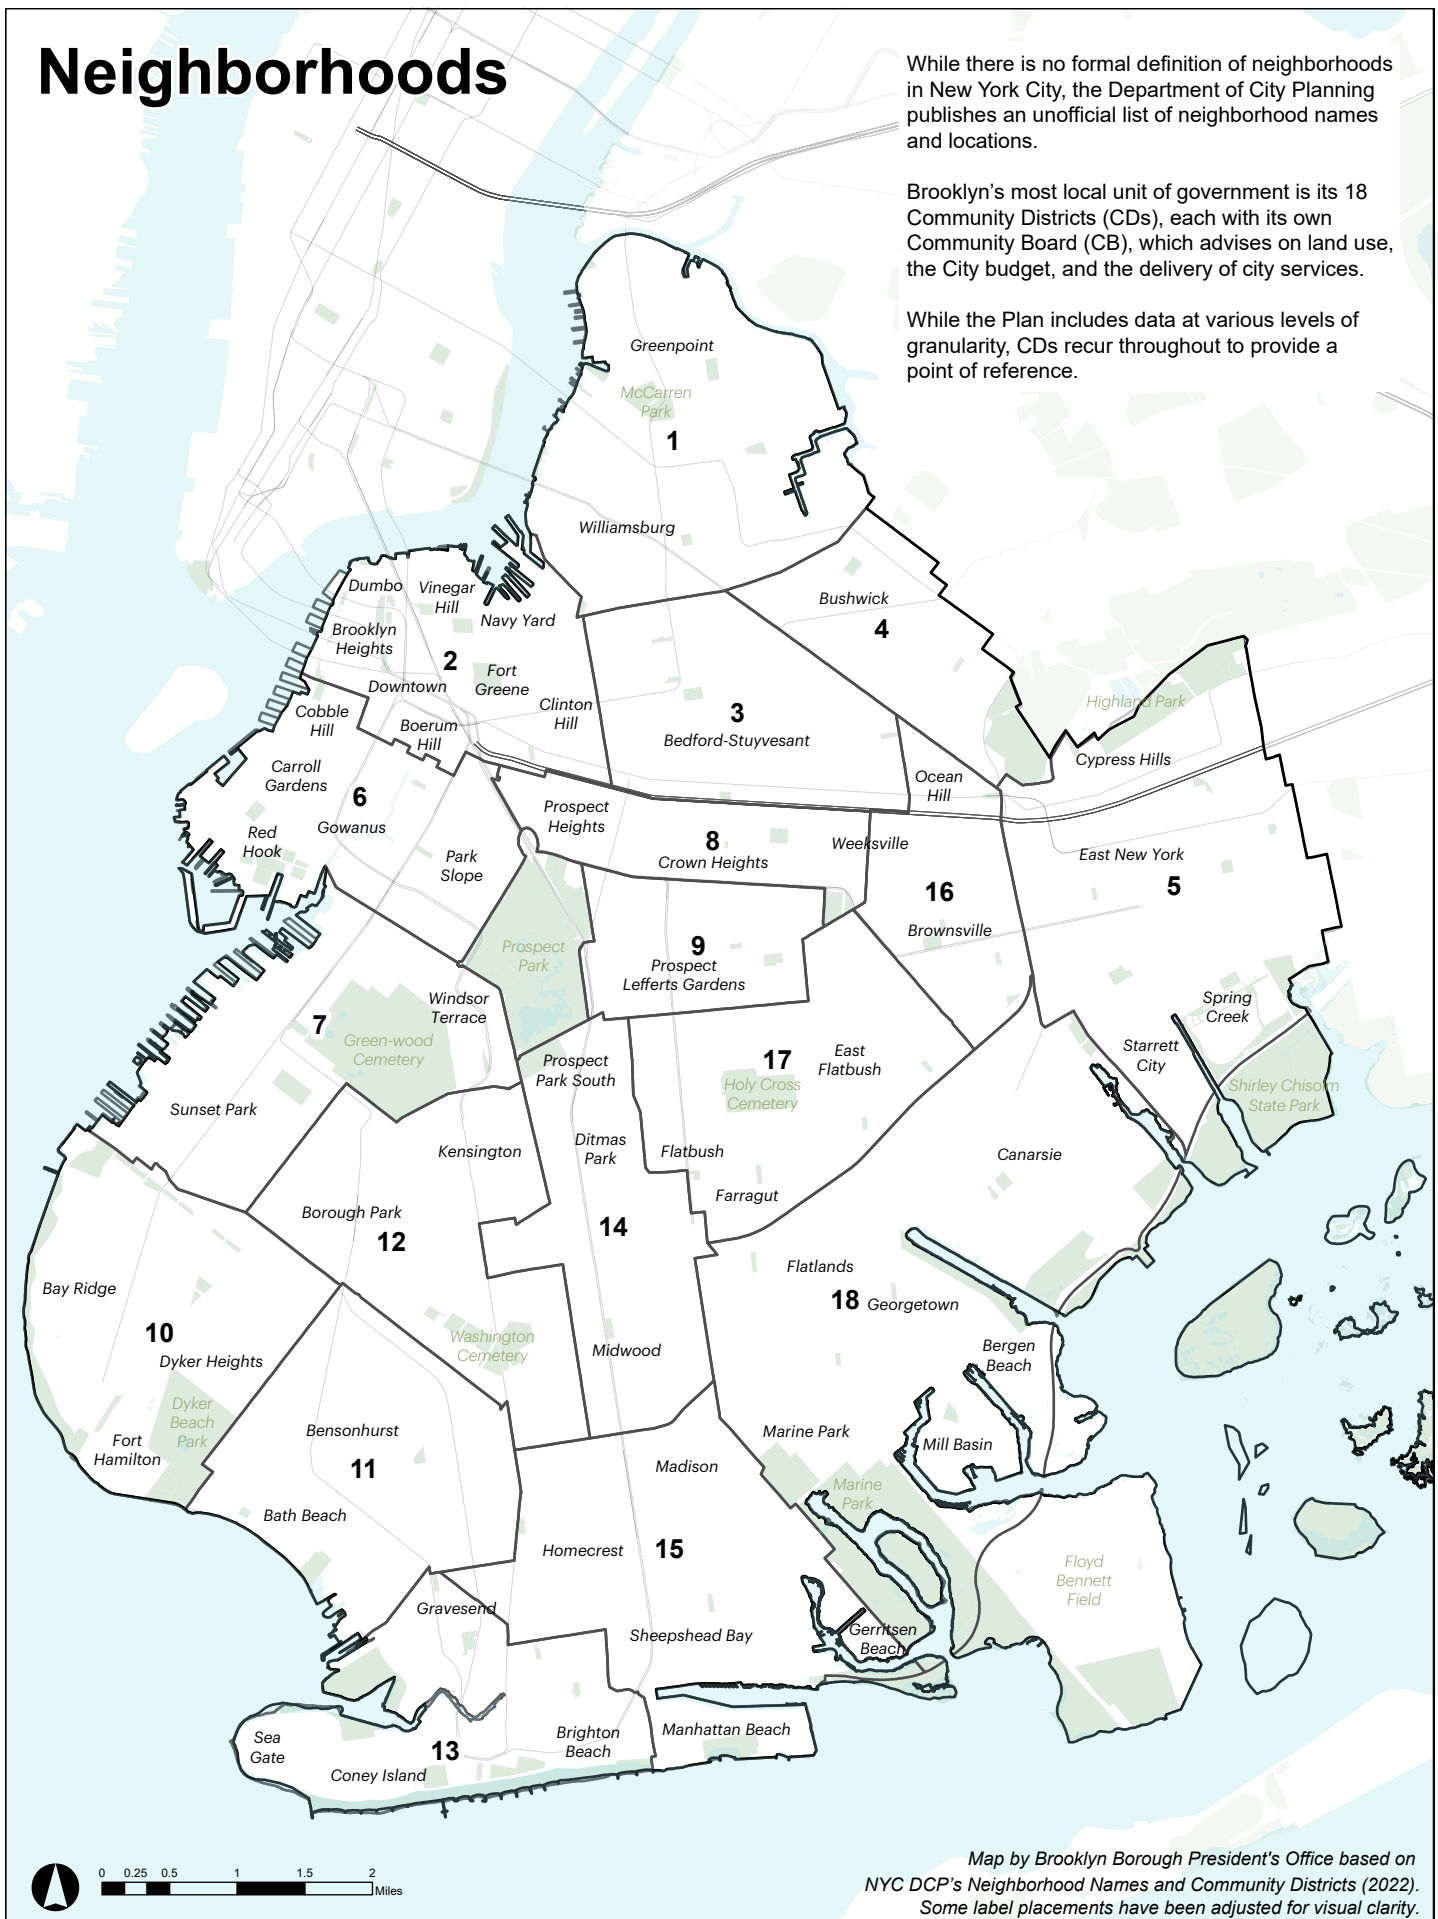 Neighborhoods
While there is no formal definition of neighborhoods
in New York City, the Department of City Planning
publishes an unofficial list of neighborhood names
and locations.
Brooklyn’s most local unit of government is its 18
Community Districts (CDs), each with its own
Community Board (CB), which advises on land use,
the City budget, and the delivery of city services.
While the Plan includes data at various levels of
granularity, CDs recur throughout to provide a
point of reference.
Greenpoint
McCarren
Park
1
Williamsburg
Dumbo
Vinegar
Hill
Navy Yard
Brooklyn
Heights
2
Fort
Greene
Downtown
Clinton
Hill
Boerum
Hill
Bushwick
4
3
Bedford-Stuyvesant
Highland Park
Cypress Hills
Ocean
Hill
Cobble
Hill
Carroll
Gardens
6
Gowanus
Red
Hook
Park
Slope
Prospect
Heights
8
Crown Heights
Weeksville
16
Brownsville
East New York
5
Spring
Creek
Starrett
City
Shirley Chisolm
State Park
Prospect
Park
9
Prospect
Lefferts Gardens
Windsor
Terrace
7
Green-wood
Cemetery
Sunset Park
Prospect
Park South
17
East
Flatbush
Holy Cross
Cemetery
Kensington
Ditmas
Park
Flatbush
Farragut
Canarsie
Borough Park
12
14
Flatlands
18
Georgetown
Bay Ridge
10
Dyker Heights
Washington
Cemetery
Midwood
Bergen
Beach
Dyker
Beach
Park
Fort
Hamilton
Bensonhurst
11
Bath Beach
Marine Park
Mill Basin
Madison
Marine
Park
Homecrest
15
Floyd
Bennett
Field
Gravesend
Sheepshead Bay
Gerritsen
Beach
Sea
Gate
13
Coney Island
Brighton
Beach
Manhattan Beach
0 0.25 0.5 1 1.5 2
Miles
Map by Brooklyn Borough President's Office based on
NYC DCP's Neighborhood Names and Community Districts (2022).
Some label placements have been adjusted for visual clarity.